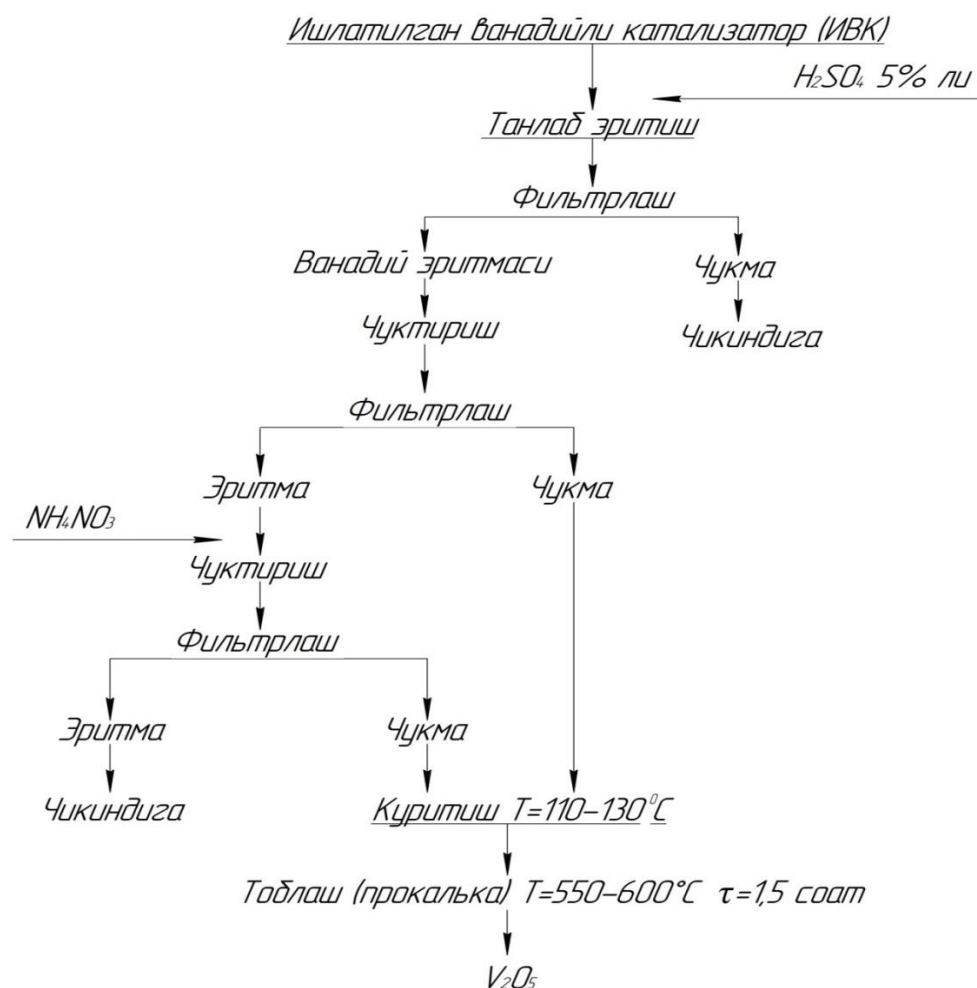 Ишлатилган ванадийли катализатор (ИВК)
H₂SO₄ 5% ли
Танлаб эритиш
Фильтрлаш
Ванадий эритмаси
Чукма
Чуктириш
Чикиндига
Фильтрлаш
Эритма
Чукма
NH₄NO₃
Чуктириш
Фильтрлаш
Эритма
Чукма
Чикиндига
Куритиш T=110–130⁰C
Тоблаш (прокалька) T=550–600°C τ=1,5 соат
V₂O₅